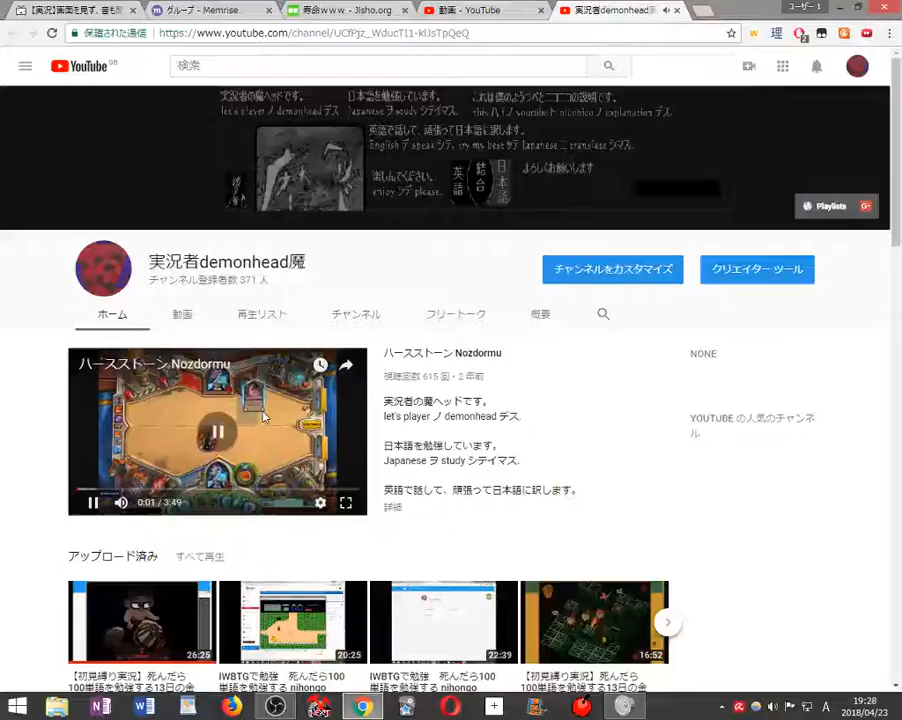 【実況】画面を見ず、音も
グループ - Memrise
寿命ｗｗｗ - Jisho.org
動画 - YouTube
実況者demonhead魔
ユーザー 1
保護された通信
https://www.youtube.com/channel/UCfPjz_WducT11-kIJsTpQeQ
YouTube GB
検索
実況者の魔ヘッドです。 日本語を勉強しています。 これは僕のようつべとニコニコの説明です。
let's player ノ demonhead デス Japanese ヲ study シテイマス
英語で話して、頑張って日本語に訳します。
English デ speak シテ, try my best シテ Japanese ニ translate シマス.
楽しんでください。
enjoy シテ please.
英語
結合
日本語
よろしくお願いします
Playlists G+
実況者demonhead魔
チャンネル登録者数 371 人
チャンネルをカスタマイズ
クリエイター ツール
ホーム 動画 再生リスト チャンネル フリートーク 概要
ハースストーン Nozdormu
0:01 / 3:49
ハースストーン Nozdormu
視聴回数 615 回・2 年前
実況者の魔ヘッドです。
let's player ノ demonhead デス.
日本語を勉強しています。
Japanese ヲ study シテイマス.
英語で話して、頑張って日本語に訳します。
詳細
NONE
YOUTUBE の人気のチャンネ
ル
アップロード済み すべて再生
26:25
20:25
22:39
16:52
【初見縛り実況】死んだら
100単語を勉強する13日の金
IWBTGで勉強 死んだら100
単語を勉強する nihongo
IWBTGで勉強 死んだら100
単語を勉強する nihongo
【初見縛り実況】死んだら
100単語を勉強する nihon
19:28
2018/04/23